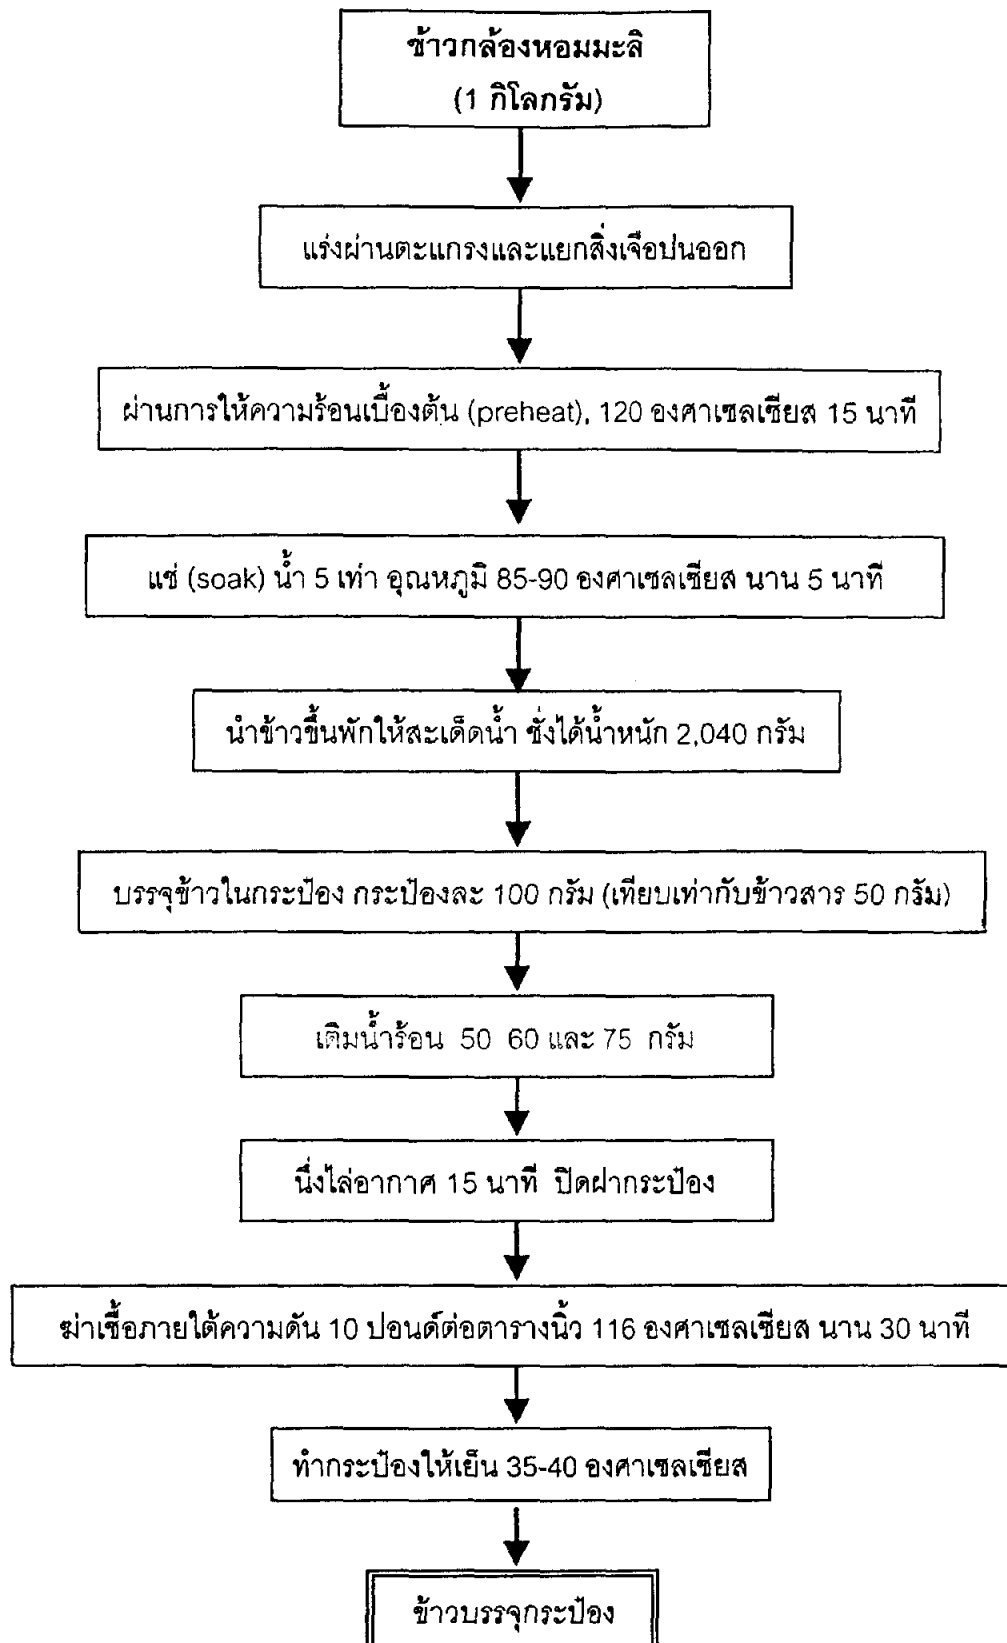 ข้าวกล้องหอมมะลิ
(1 กิโลกรัม)
แร่งผ่านตะแกรงและแยกสิ่งเจือปนออก
ผ่านการให้ความร้อนเบื้องต้น (preheat), 120 องศาเซลเซียส 15 นาที
แช่ (soak) น้ำ 5 เท่า อุณหภูมิ 85-90 องศาเซลเซียส นาน 5 นาที
นำข้าวขึ้นพักให้สะเด็ดน้ำ ชั่งได้น้ำหนัก 2,040 กรัม
บรรจุข้าวในกระป๋อง กระป๋องละ 100 กรัม (เทียบเท่ากับข้าวสาร 50 กรัม)
เติมน้ำร้อน 50 60 และ 75 กรัม
นึ่งไล่อากาศ 15 นาที ปิดฝากระป๋อง
ฆ่าเชื้อภายใต้ความดัน 10 ปอนด์ต่อตารางนิ้ว 116 องศาเซลเซียส นาน 30 นาที
ทำกระป๋องให้เย็น 35-40 องศาเซลเซียส
ข้าวบรรจุกระป๋อง